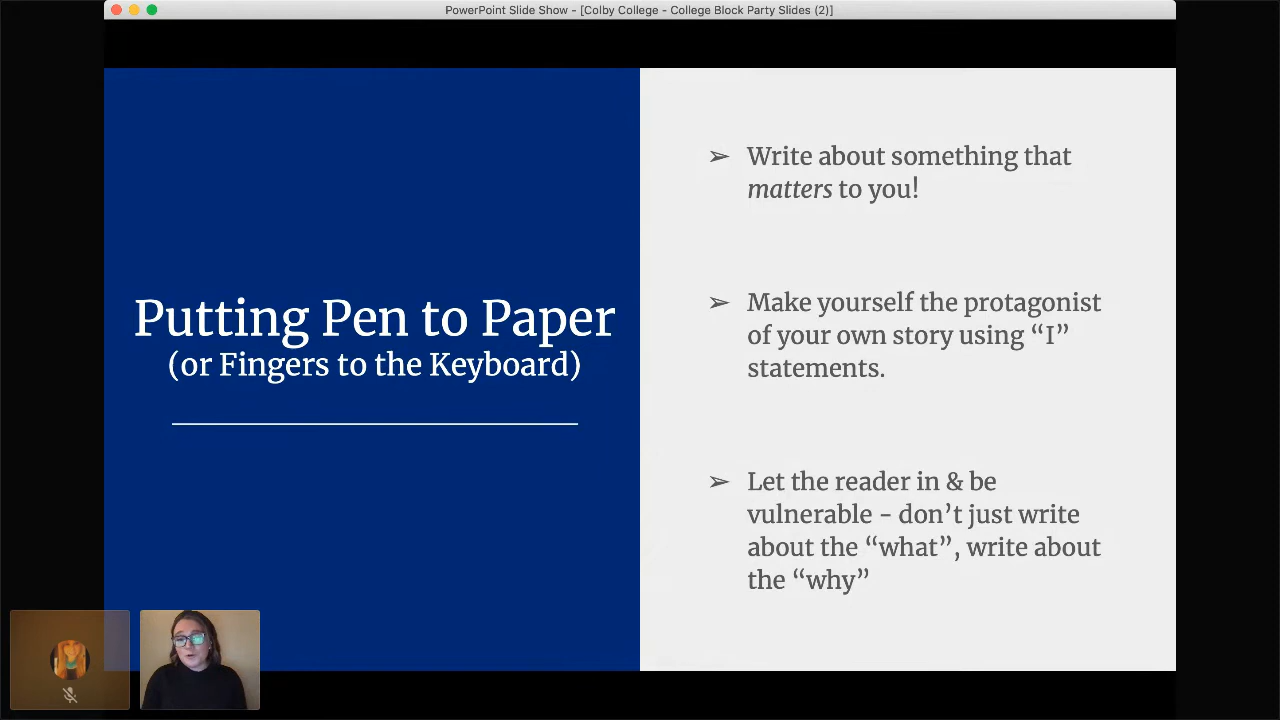 PowerPoint Slide Show - [Colby College - College Block Party Slides (2)]
Putting Pen to Paper
(or Fingers to the Keyboard)
➢ Write about something that
matters to you!
➢ Make yourself the protagonist
of your own story using “I”
statements.
➢ Let the reader in & be
vulnerable - don’t just write
about the “what”, write about
the “why”